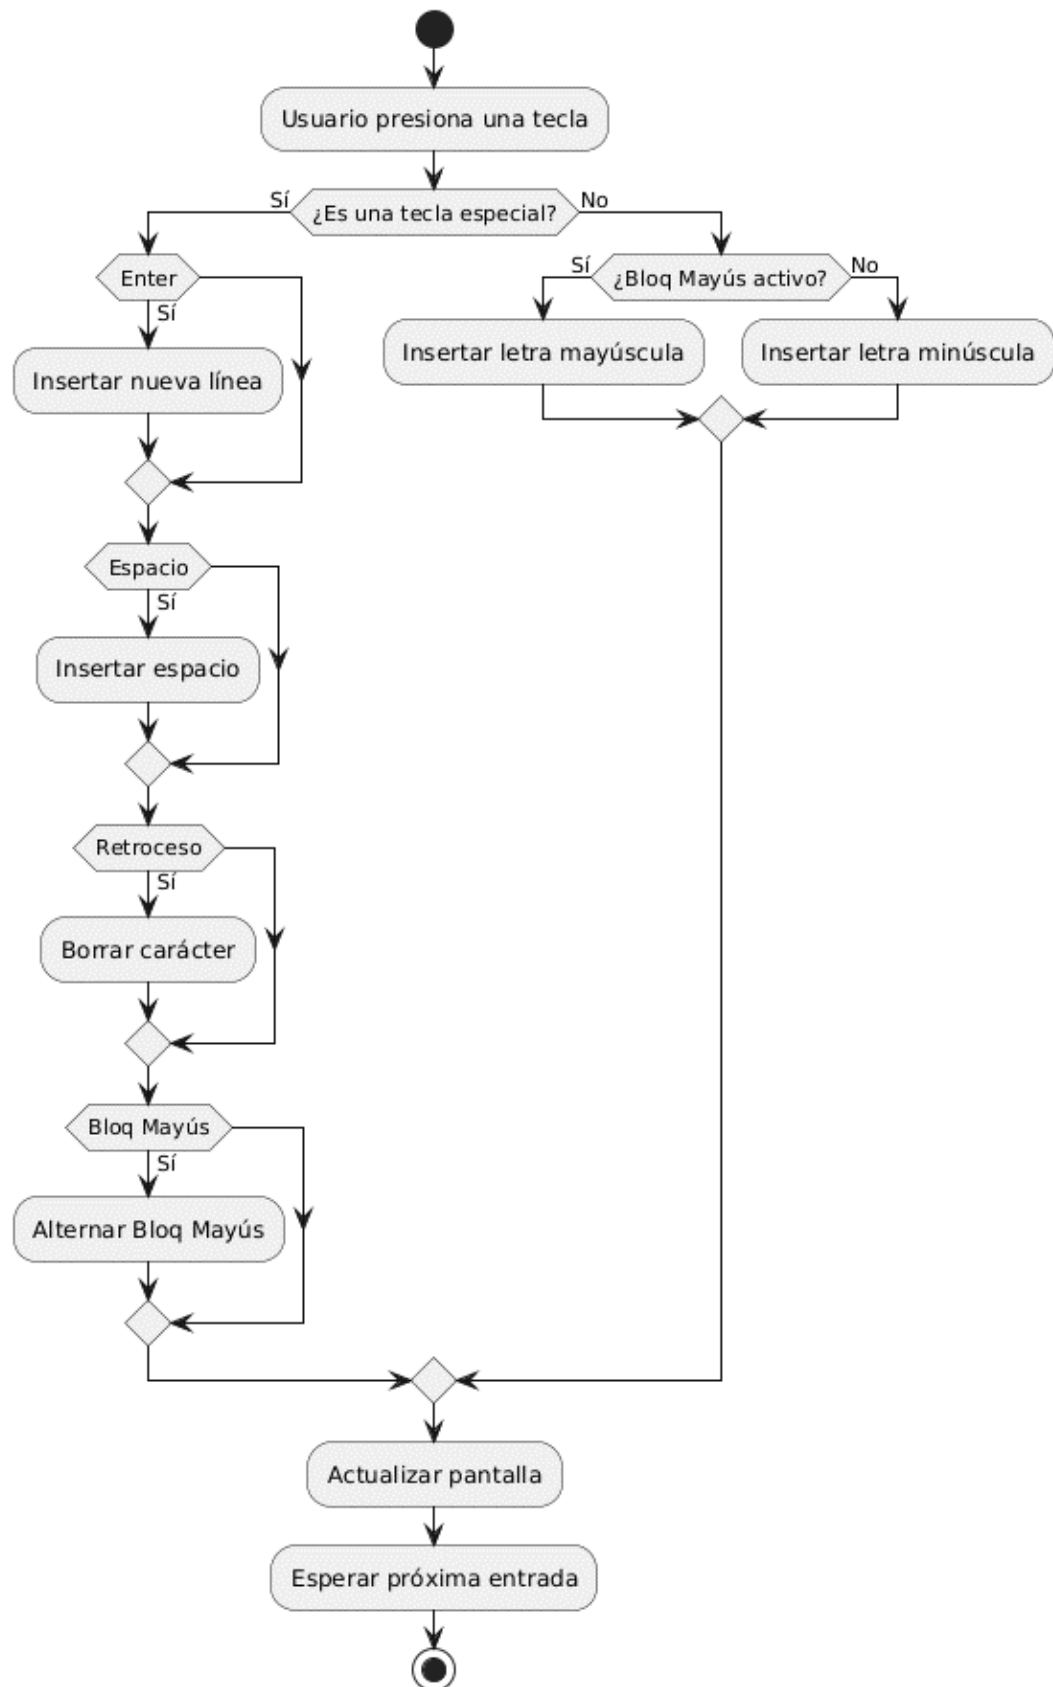 Usuario presiona una tecla
Sí
¿Es una tecla especial?
No
Enter
Sí
Insertar nueva línea
Espacio
Sí
Insertar espacio
Retroceso
Sí
Borrar carácter
Bloq Mayús
Sí
Alternar Bloq Mayús
Sí
¿Bloq Mayús activo?
No
Insertar letra mayúscula
Insertar letra minúscula
Actualizar pantalla
Esperar próxima entrada